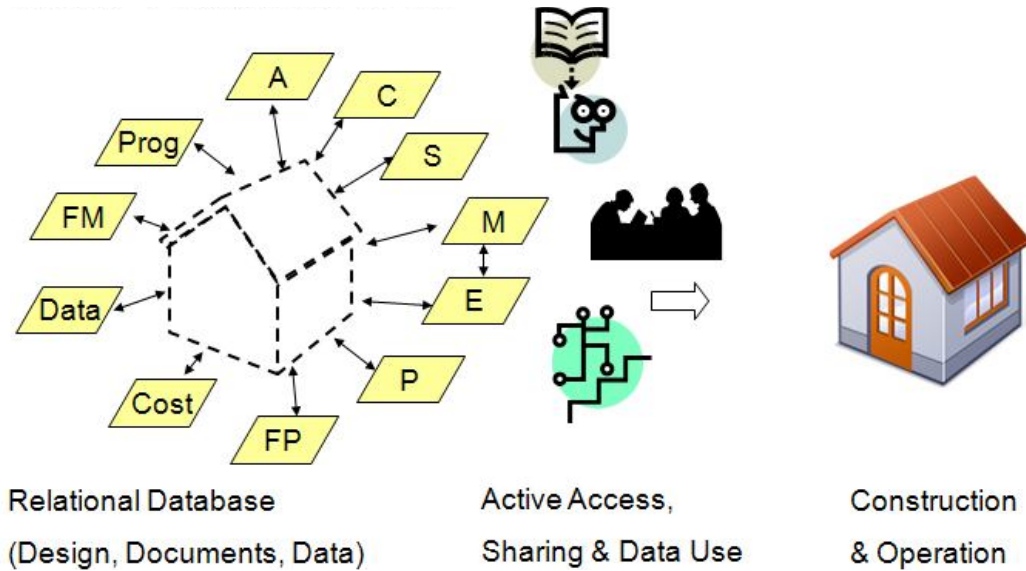 A
C
Prog
S
FM
M
Data
E
P
Cost
FP
Relational Database
(Design, Documents, Data)
Active Access,
Sharing & Data Use
Construction
& Operation